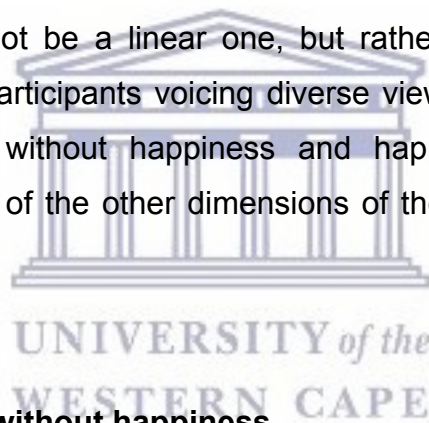 ot be a linear one, but rathe
articipants voicing diverse view
without happiness and hap
of the other dimensions of the
UNIVERSITY of the
WESTERN CAPE
without happiness